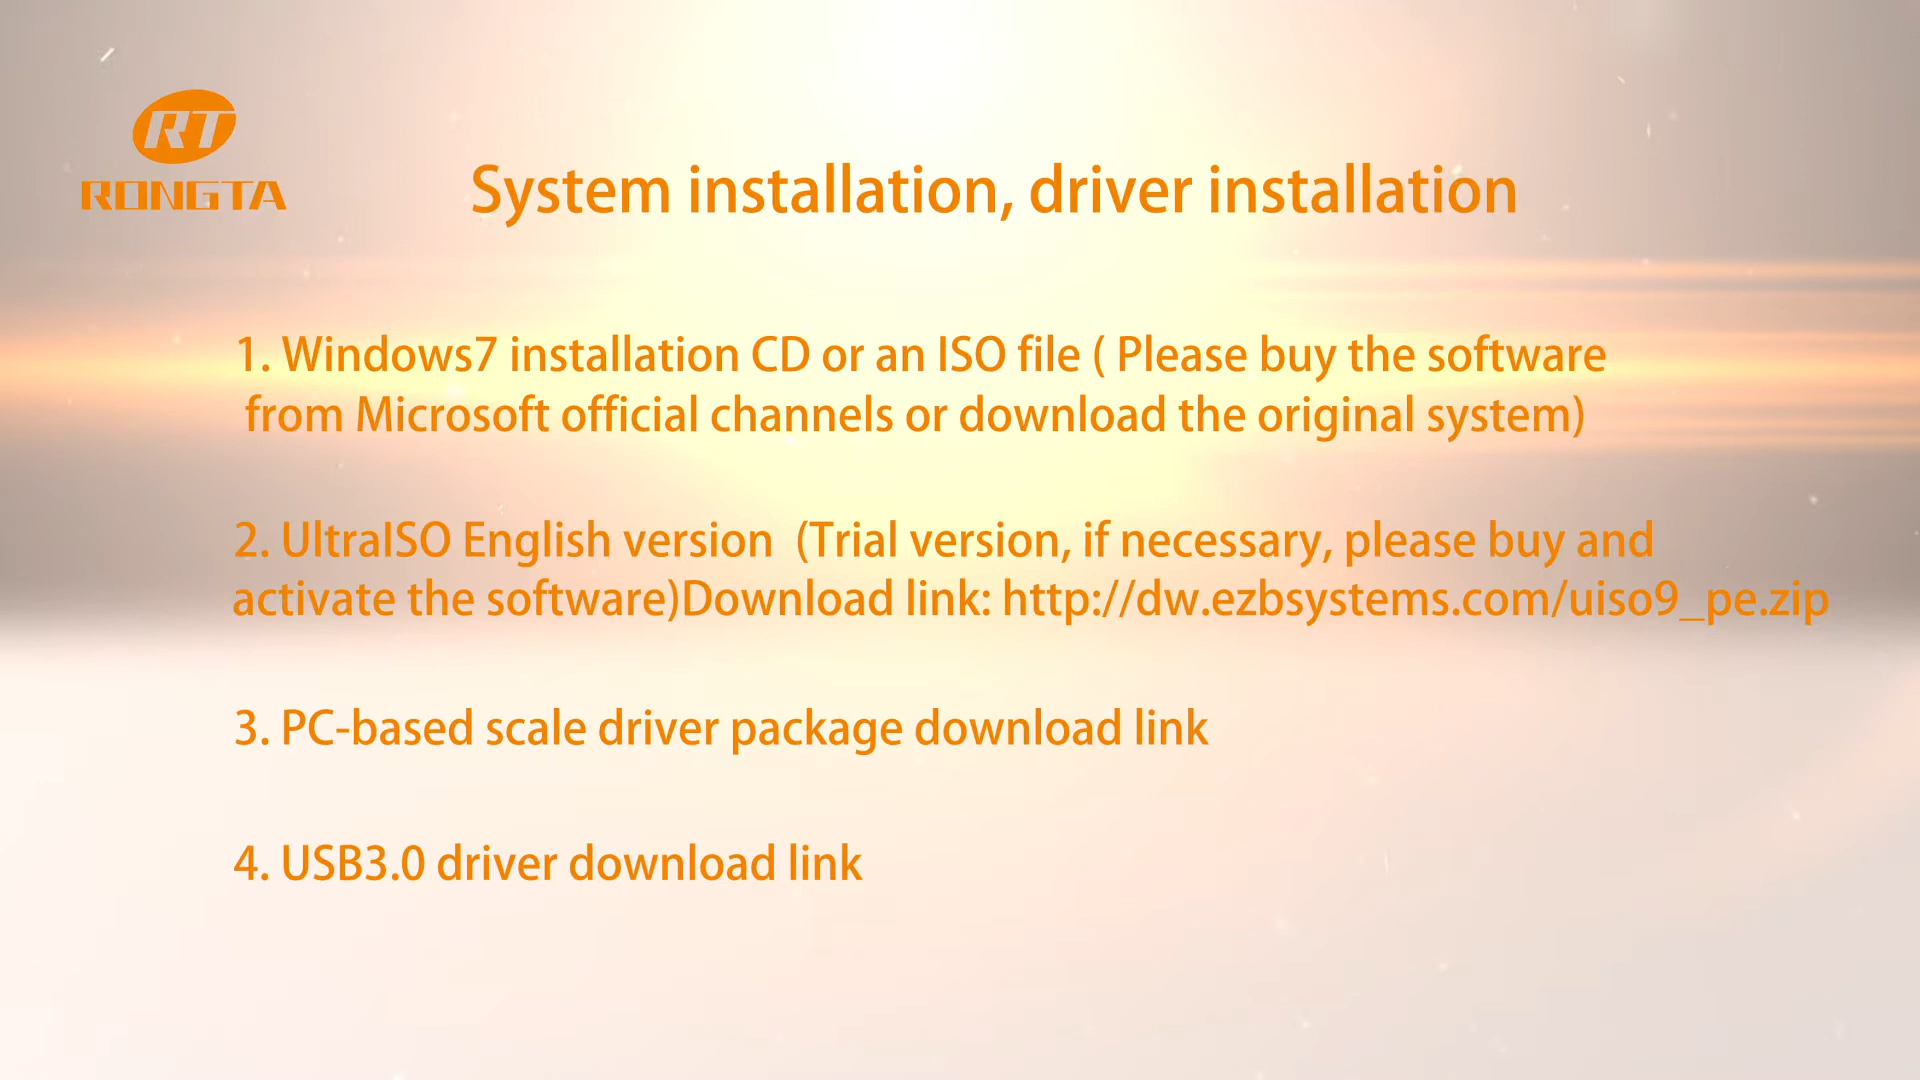 RT
RONGTA
System installation, driver installation
1. Windows7 installation CD or an ISO file ( Please buy the software
from Microsoft official channels or download the original system)
2. UltraISO English version (Trial version, if necessary, please buy and
activate the software)Download link: http://dw.ezbsystems.com/uiso9_pe.zip
3. PC-based scale driver package download link
4. USB3.0 driver download link